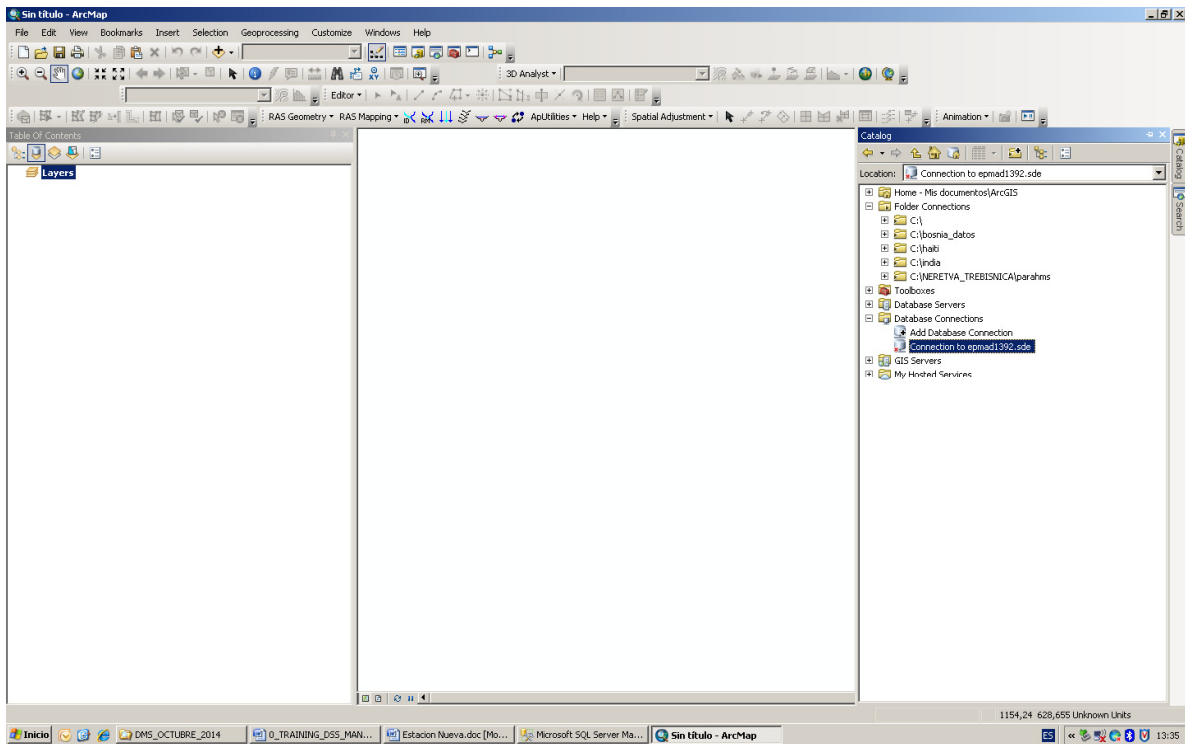 Sin título - ArcMap
File Edit View Bookmarks Insert Selection Geoprocessing Customize Windows Help
3D Analyst
Editor
RAS Geometry RAS Mapping ApUtilities Help Spatial Adjustment Animation
Table Of Contents
Layers
Catalog
Location: Connection to epmad1392.sde
Home - Mis documentos\ArcGIS
Folder Connections
C:\
C:\bosnia_datos
C:\haiti
C:\india
C:\NERETVA_TREBISNICA\parahms
Toolboxes
Database Servers
Database Connections
Add Database Connection
Connection to epmad1392.sde
GIS Servers
My Hosted Services
Catalog
Search
1154,24 628,655 Unknown Units
Inicio DMS_OCTUBRE_2014 0_TRAINING_DSS_MAN... Estacion Nueva.doc [Mo... Microsoft SQL Server Ma... Sin título - ArcMap ES 13:35